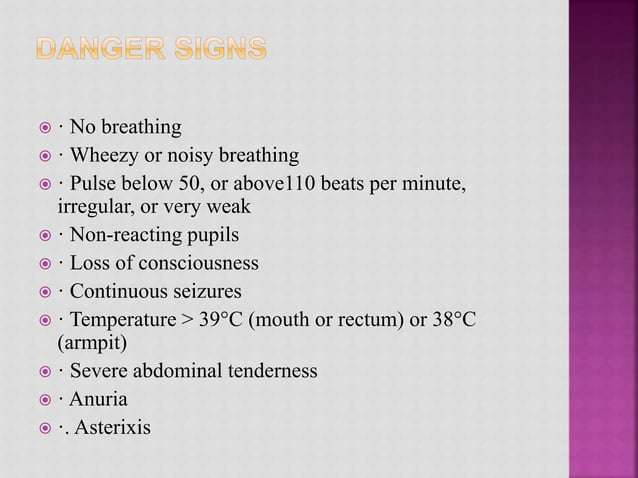 DANGER SIGNS
· No breathing
· Wheezy or noisy breathing
· Pulse below 50, or above110 beats per minute,
irregular, or very weak
· Non-reacting pupils
· Loss of consciousness
· Continuous seizures
· Temperature > 39°C (mouth or rectum) or 38°C
(armpit)
· Severe abdominal tenderness
· Anuria
·. Asterixis